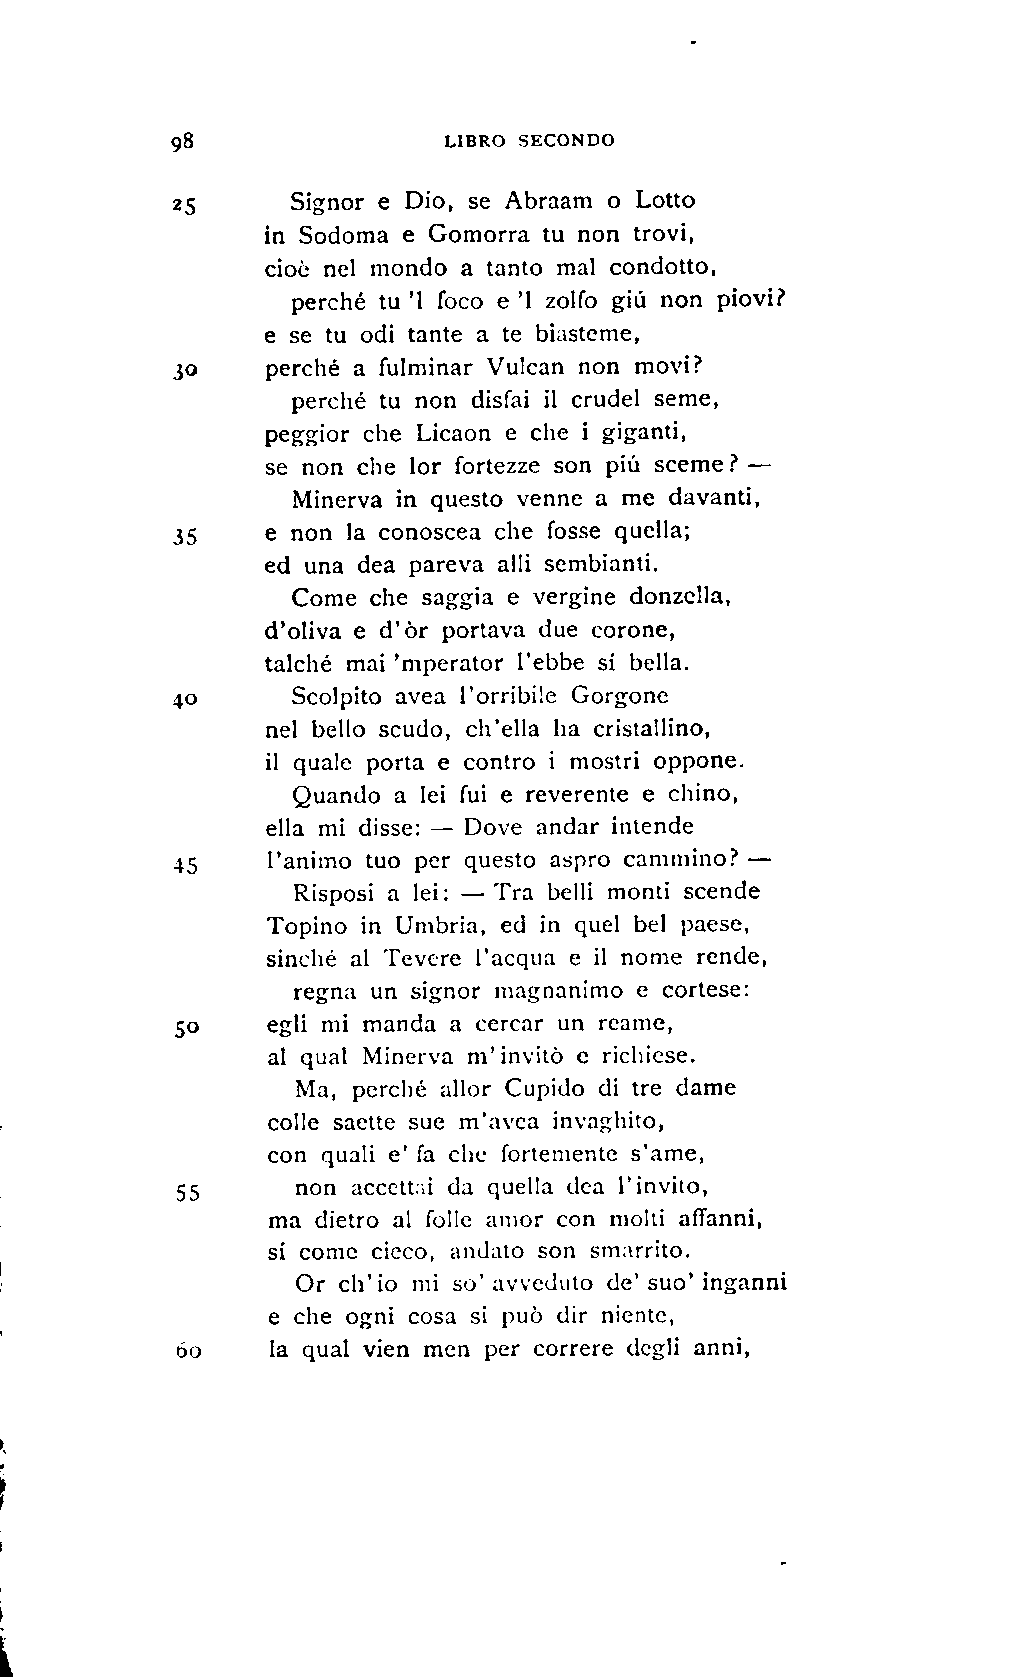 98 LIBRO SECONDO
25 Signor e Dio, se Abraam o Lotto
in Sodoma e Gomorra tu non trovi,
cioè nel mondo a tanto mal condotto,
perché tu 'l foco e 'l zolfo giú non piovi?
e se tu odi tante a te biasteme,
30 perché a fulminar Vulcan non movi?
perché tu non disfai il crudel seme,
peggior che Licaon e che i giganti,
se non che lor fortezze son piú sceme? —
Minerva in questo venne a me davanti,
35 e non la conoscea che fosse quella;
ed una dea pareva alli sembianti.
Come che saggia e vergine donzella,
d'oliva e d'òr portava due corone,
talché mai 'mperator l'ebbe sí bella.
40 Scolpito avea l'orribile Gorgone
nel bello scudo, ch'ella ha cristallino,
il quale porta e contro i mostri oppone.
Quando a lei fui e reverente e chino,
ella mi disse: — Dove andar intende
45 l'animo tuo per questo aspro cammino? —
Risposi a lei: — Tra belli monti scende
Topino in Umbria, ed in quel bel paese,
sinché al Tevere l'acqua e il nome rende,
regna un signor magnanimo e cortese:
50 egli mi manda a cercar un reame,
al qual Minerva m'invitò e richiese.
Ma, perché allor Cupido di tre dame
colle saette sue m'avea invaghito,
con quali e' fa che fortemente s'ame,
55 non accettai da quella dea l'invito,
ma dietro al folle amor con molti affanni,
sí come cieco, andato son smarrito.
Or ch'io mi so' avveduto de' suo' inganni
e che ogni cosa si può dir niente,
60 la qual vien men per correre degli anni,